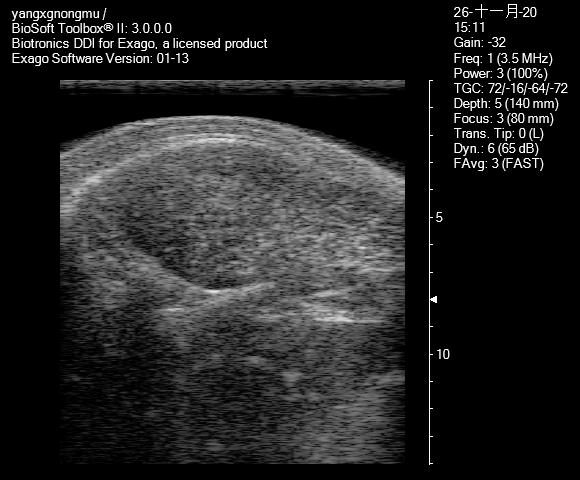 yangxgnongmu /
BioSoft Toolbox® II: 3.0.0.0
Biotronics DDI for Exago, a licensed product
Exago Software Version: 01-13
26-十一月-20
15:11
Gain: -32
Freq: 1 (3.5 MHz)
Power: 3 (100%)
TGC: 72/-16/-64/-72
Depth: 5 (140 mm)
Focus: 3 (80 mm)
Trans. Tip: 0 (L)
Dyn.: 6 (65 dB)
FAvg: 3 (FAST)
5
10